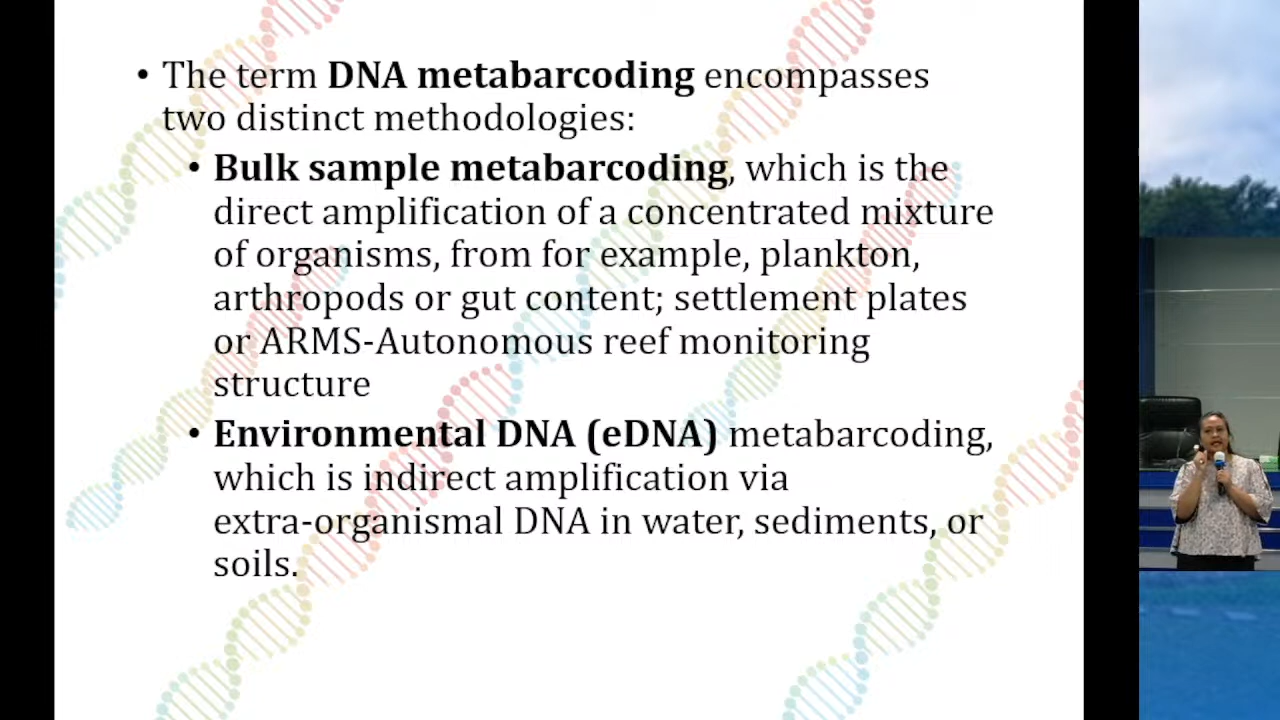 • The term DNA metabarcoding encompasses
two distinct methodologies:
• Bulk sample metabarcoding, which is the
direct amplification of a concentrated mixture
of organisms, from for example, plankton,
arthropods or gut content; settlement plates
or ARMS-Autonomous reef monitoring
structure
• Environmental DNA (eDNA) metabarcoding,
which is indirect amplification via
extra-organismal DNA in water, sediments, or
soils.